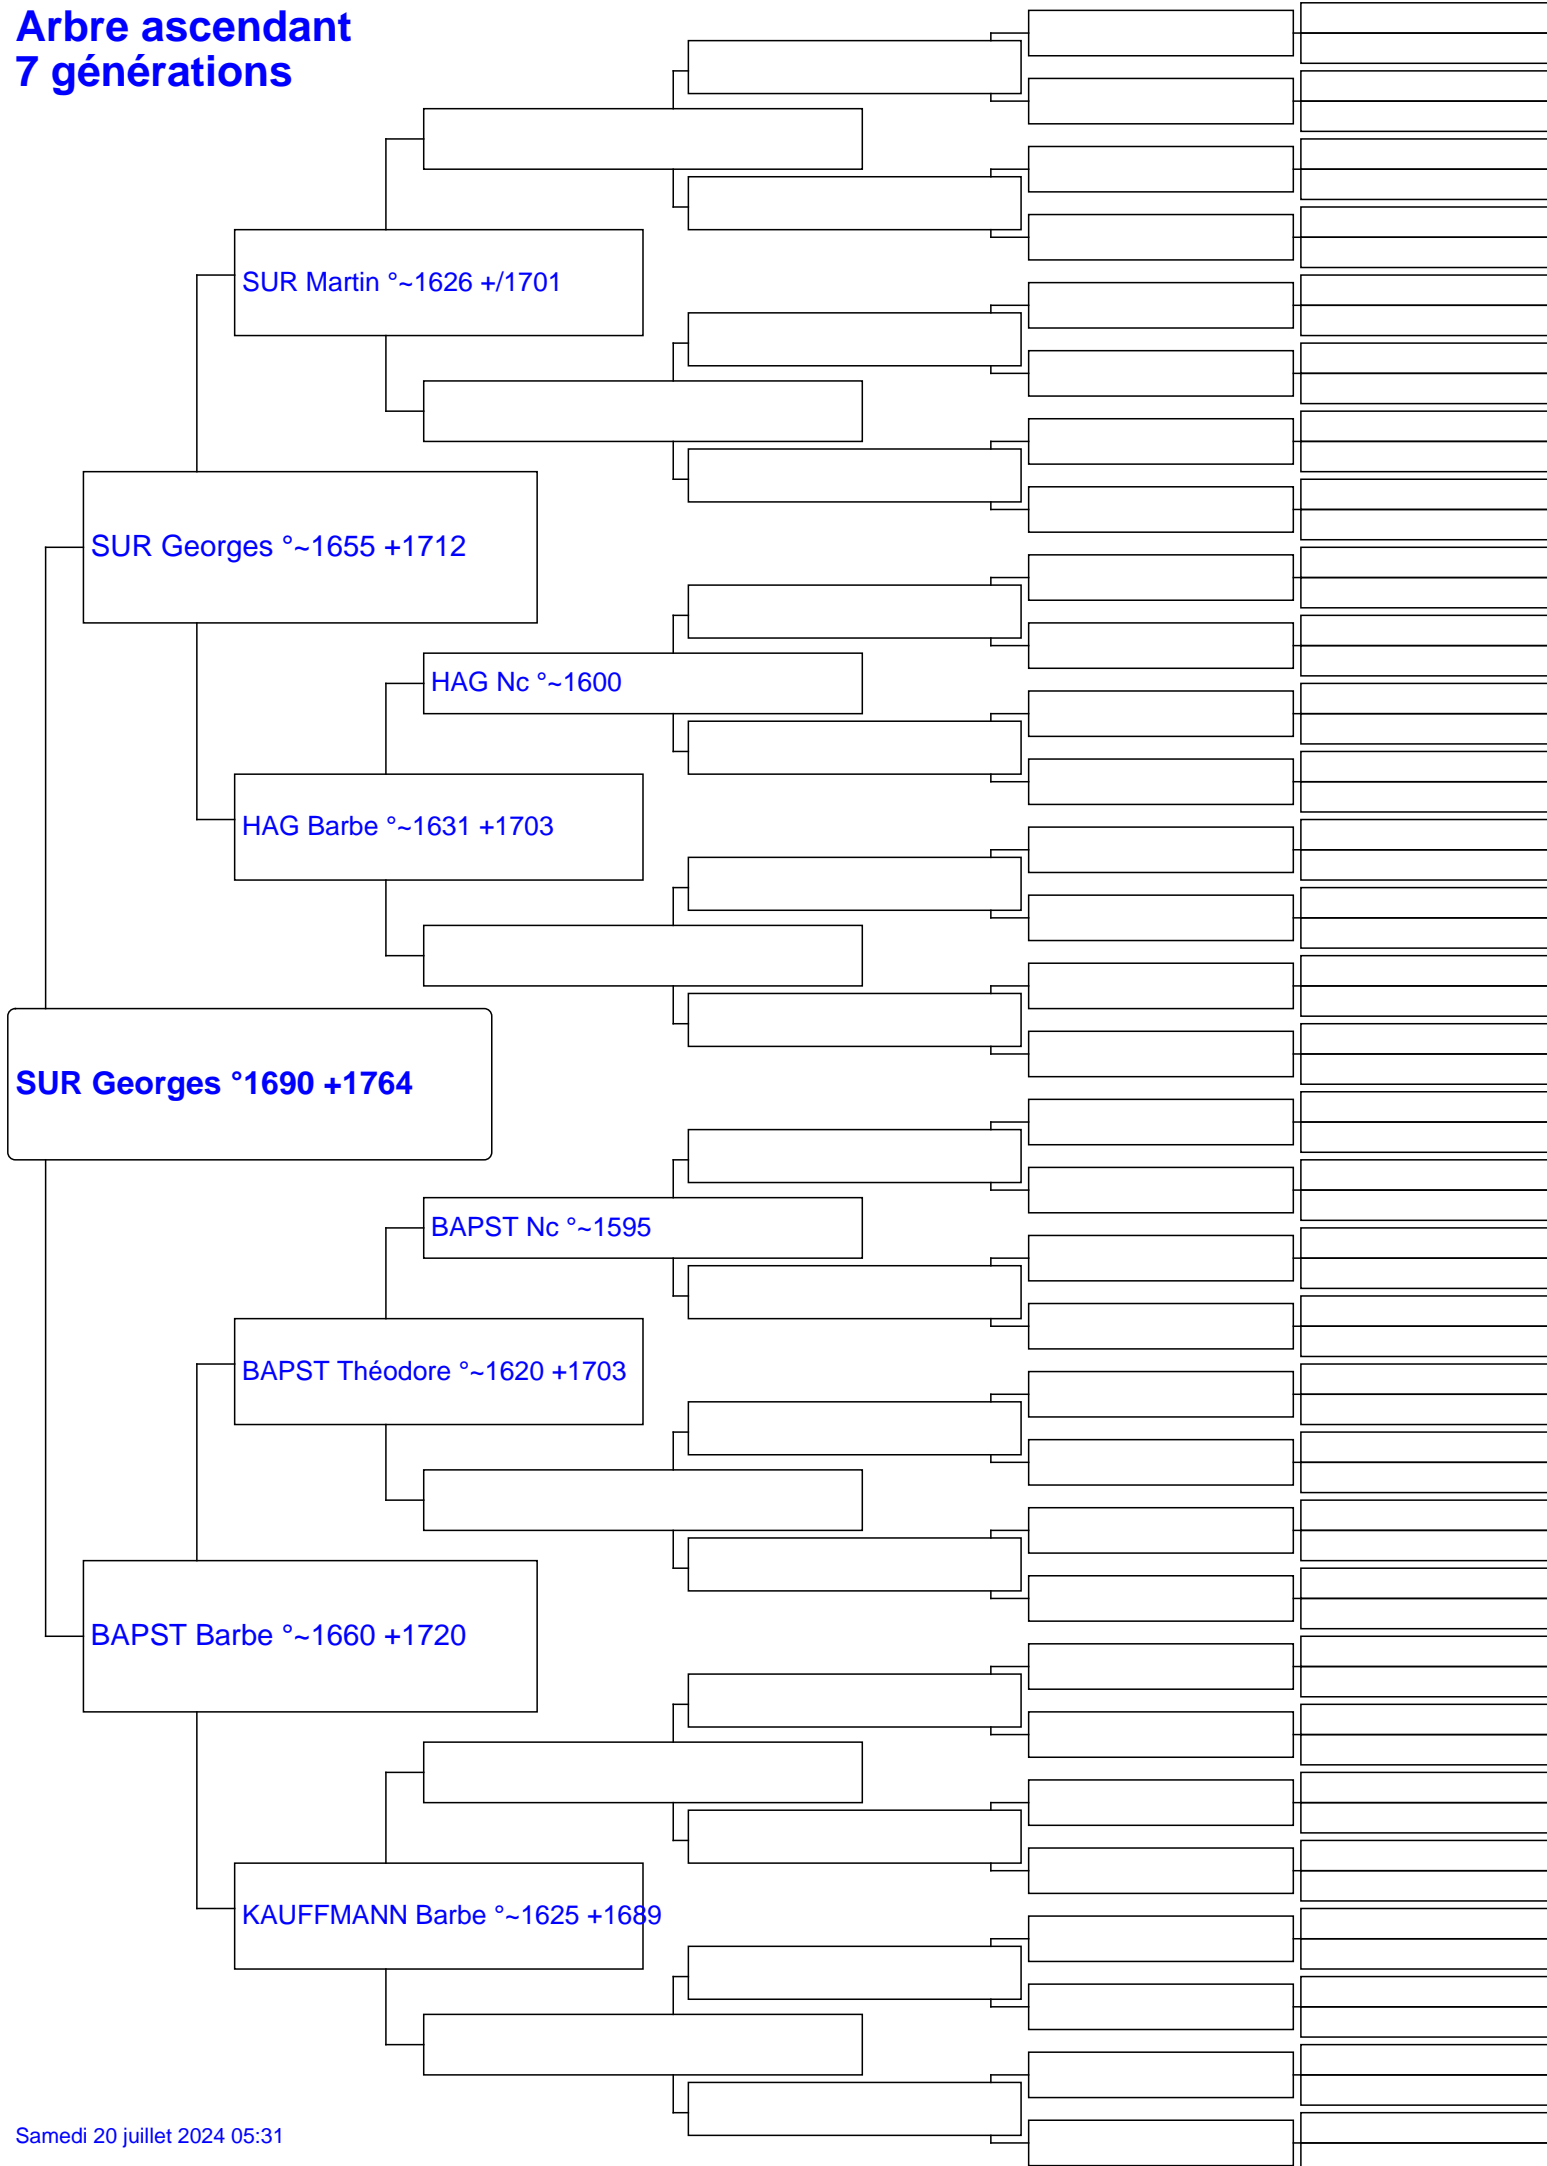 Arbre ascendant
7 générations
SUR Martin °~1626 +/1701
SUR Georges °~1655 +1712
HAG Nc °~1600
HAG Barbe °~1631 +1703
SUR Georges °1690 +1764
BAPST Nc °~1595
BAPST Théodore °~1620 +1703
BAPST Barbe °~1660 +1720
KAUFFMANN Barbe °~1625 +1689
Samedi 20 juillet 2024 05:31